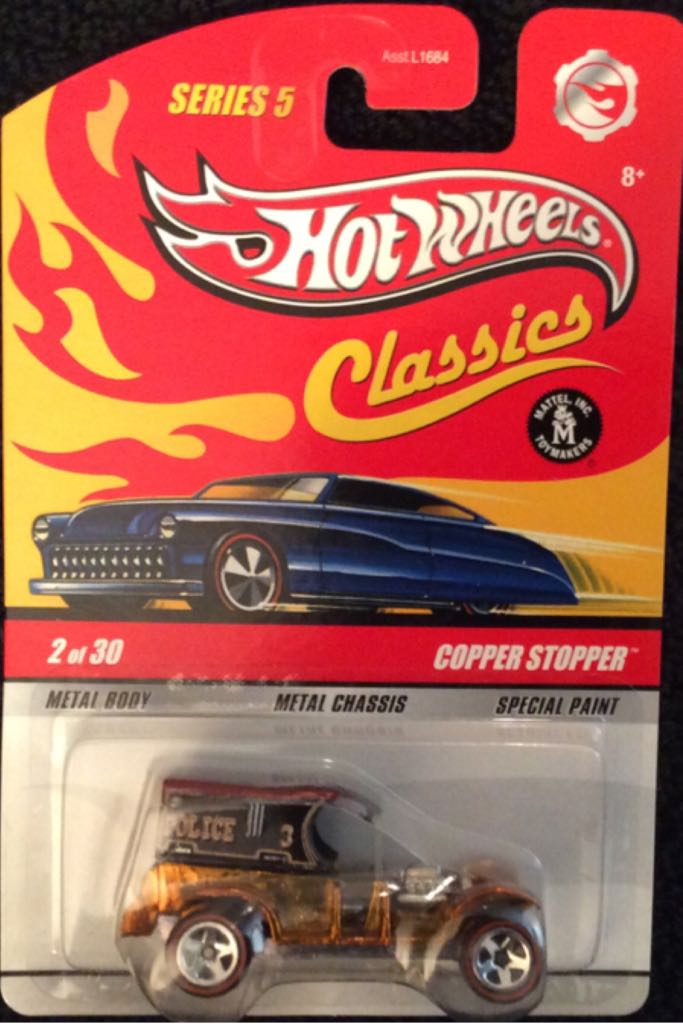 Asst.L1684
SERIES 5
8+
HOT WHEELS®
Classics
MATTEL, INC.
M
TOYMAKERS
®
2 of 30
COPPER STOPPER™
METAL BODY METAL CHASSIS SPECIAL PAINT
POLICE 3